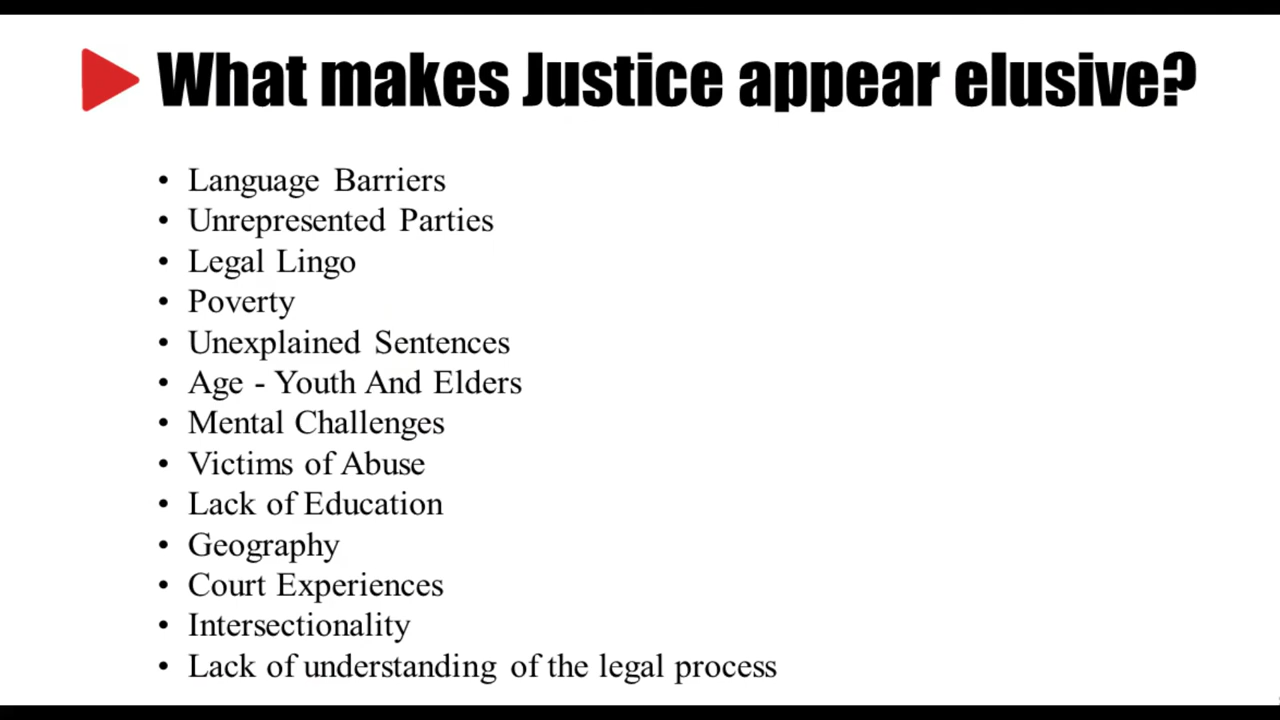 What makes Justice appear elusive?
• Language Barriers
• Unrepresented Parties
• Legal Lingo
• Poverty
• Unexplained Sentences
• Age - Youth And Elders
• Mental Challenges
• Victims of Abuse
• Lack of Education
• Geography
• Court Experiences
• Intersectionality
• Lack of understanding of the legal process